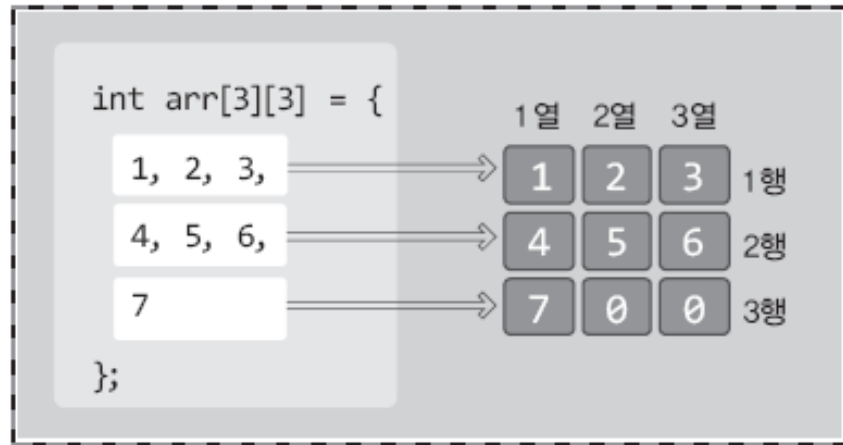 int arr[3][3] = {
1, 2, 3,
4, 5, 6,
7
};
1열 2열 3열
1 2 3 1행
4 5 6 2행
7 0 0 3행